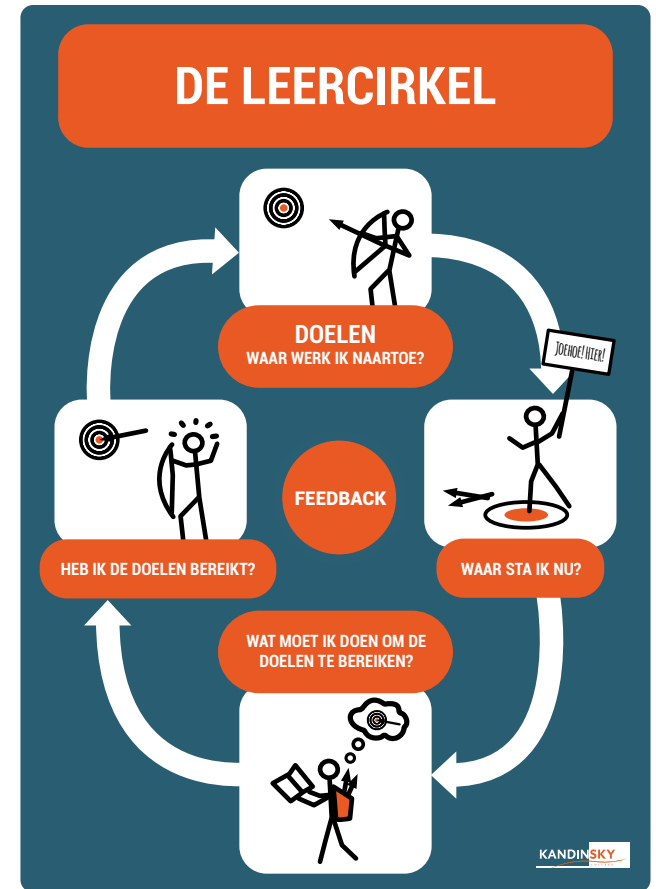 DE LEERCIRKEL
DOELEN
WAAR WERK IK NAARTOE?
JOEHOE! HIER!
WAAR STA IK NU?
WAT MOET IK DOEN OM DE
DOELEN TE BEREIKEN?
HEB IK DE DOELEN BEREIKT?
FEEDBACK
KANDINSKY